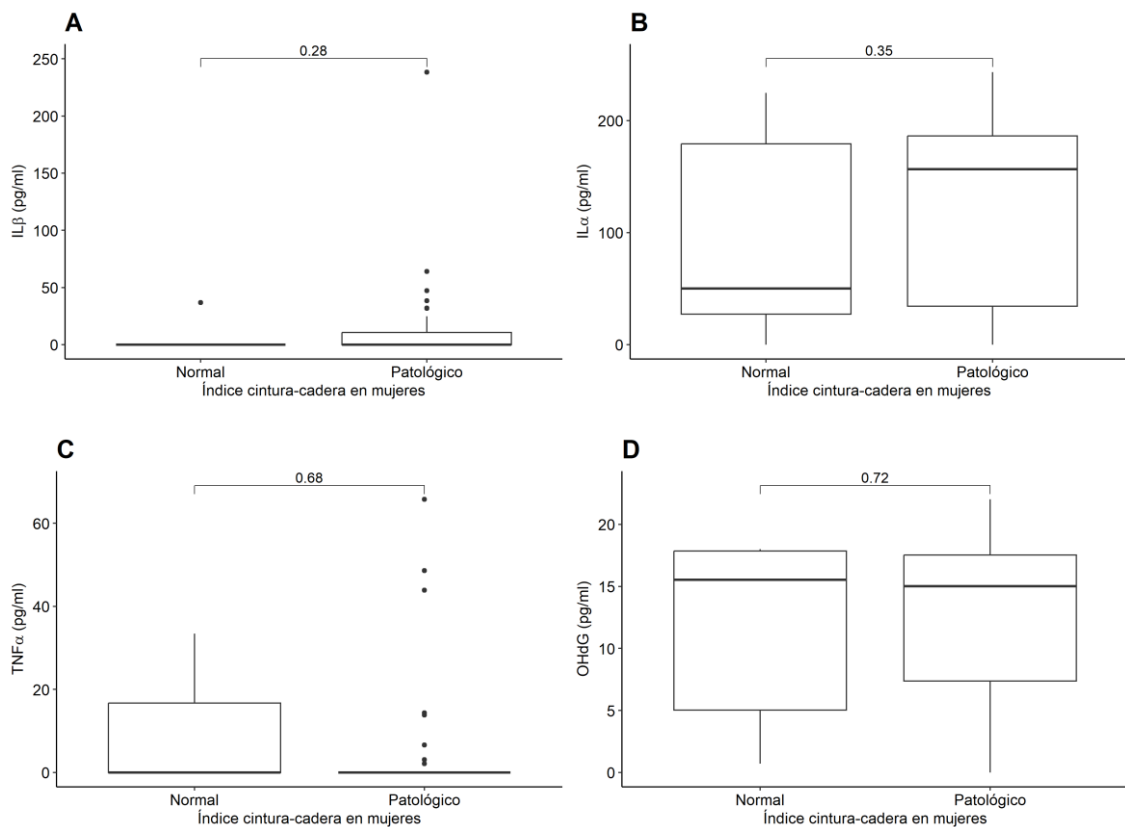 A
0.28
250
200
150
100
50
0
ILβ (pg/ml)
Normal
Patológico
Índice cintura-cadera en mujeres
B
0.35
200
100
0
ILα (pg/ml)
Normal
Patológico
Índice cintura-cadera en mujeres
C
0.68
60
40
20
0
TNFα (pg/ml)
Normal
Patológico
Índice cintura-cadera en mujeres
D
0.72
20
15
10
5
0
OHdG (pg/ml)
Normal
Patológico
Índice cintura-cadera en mujeres